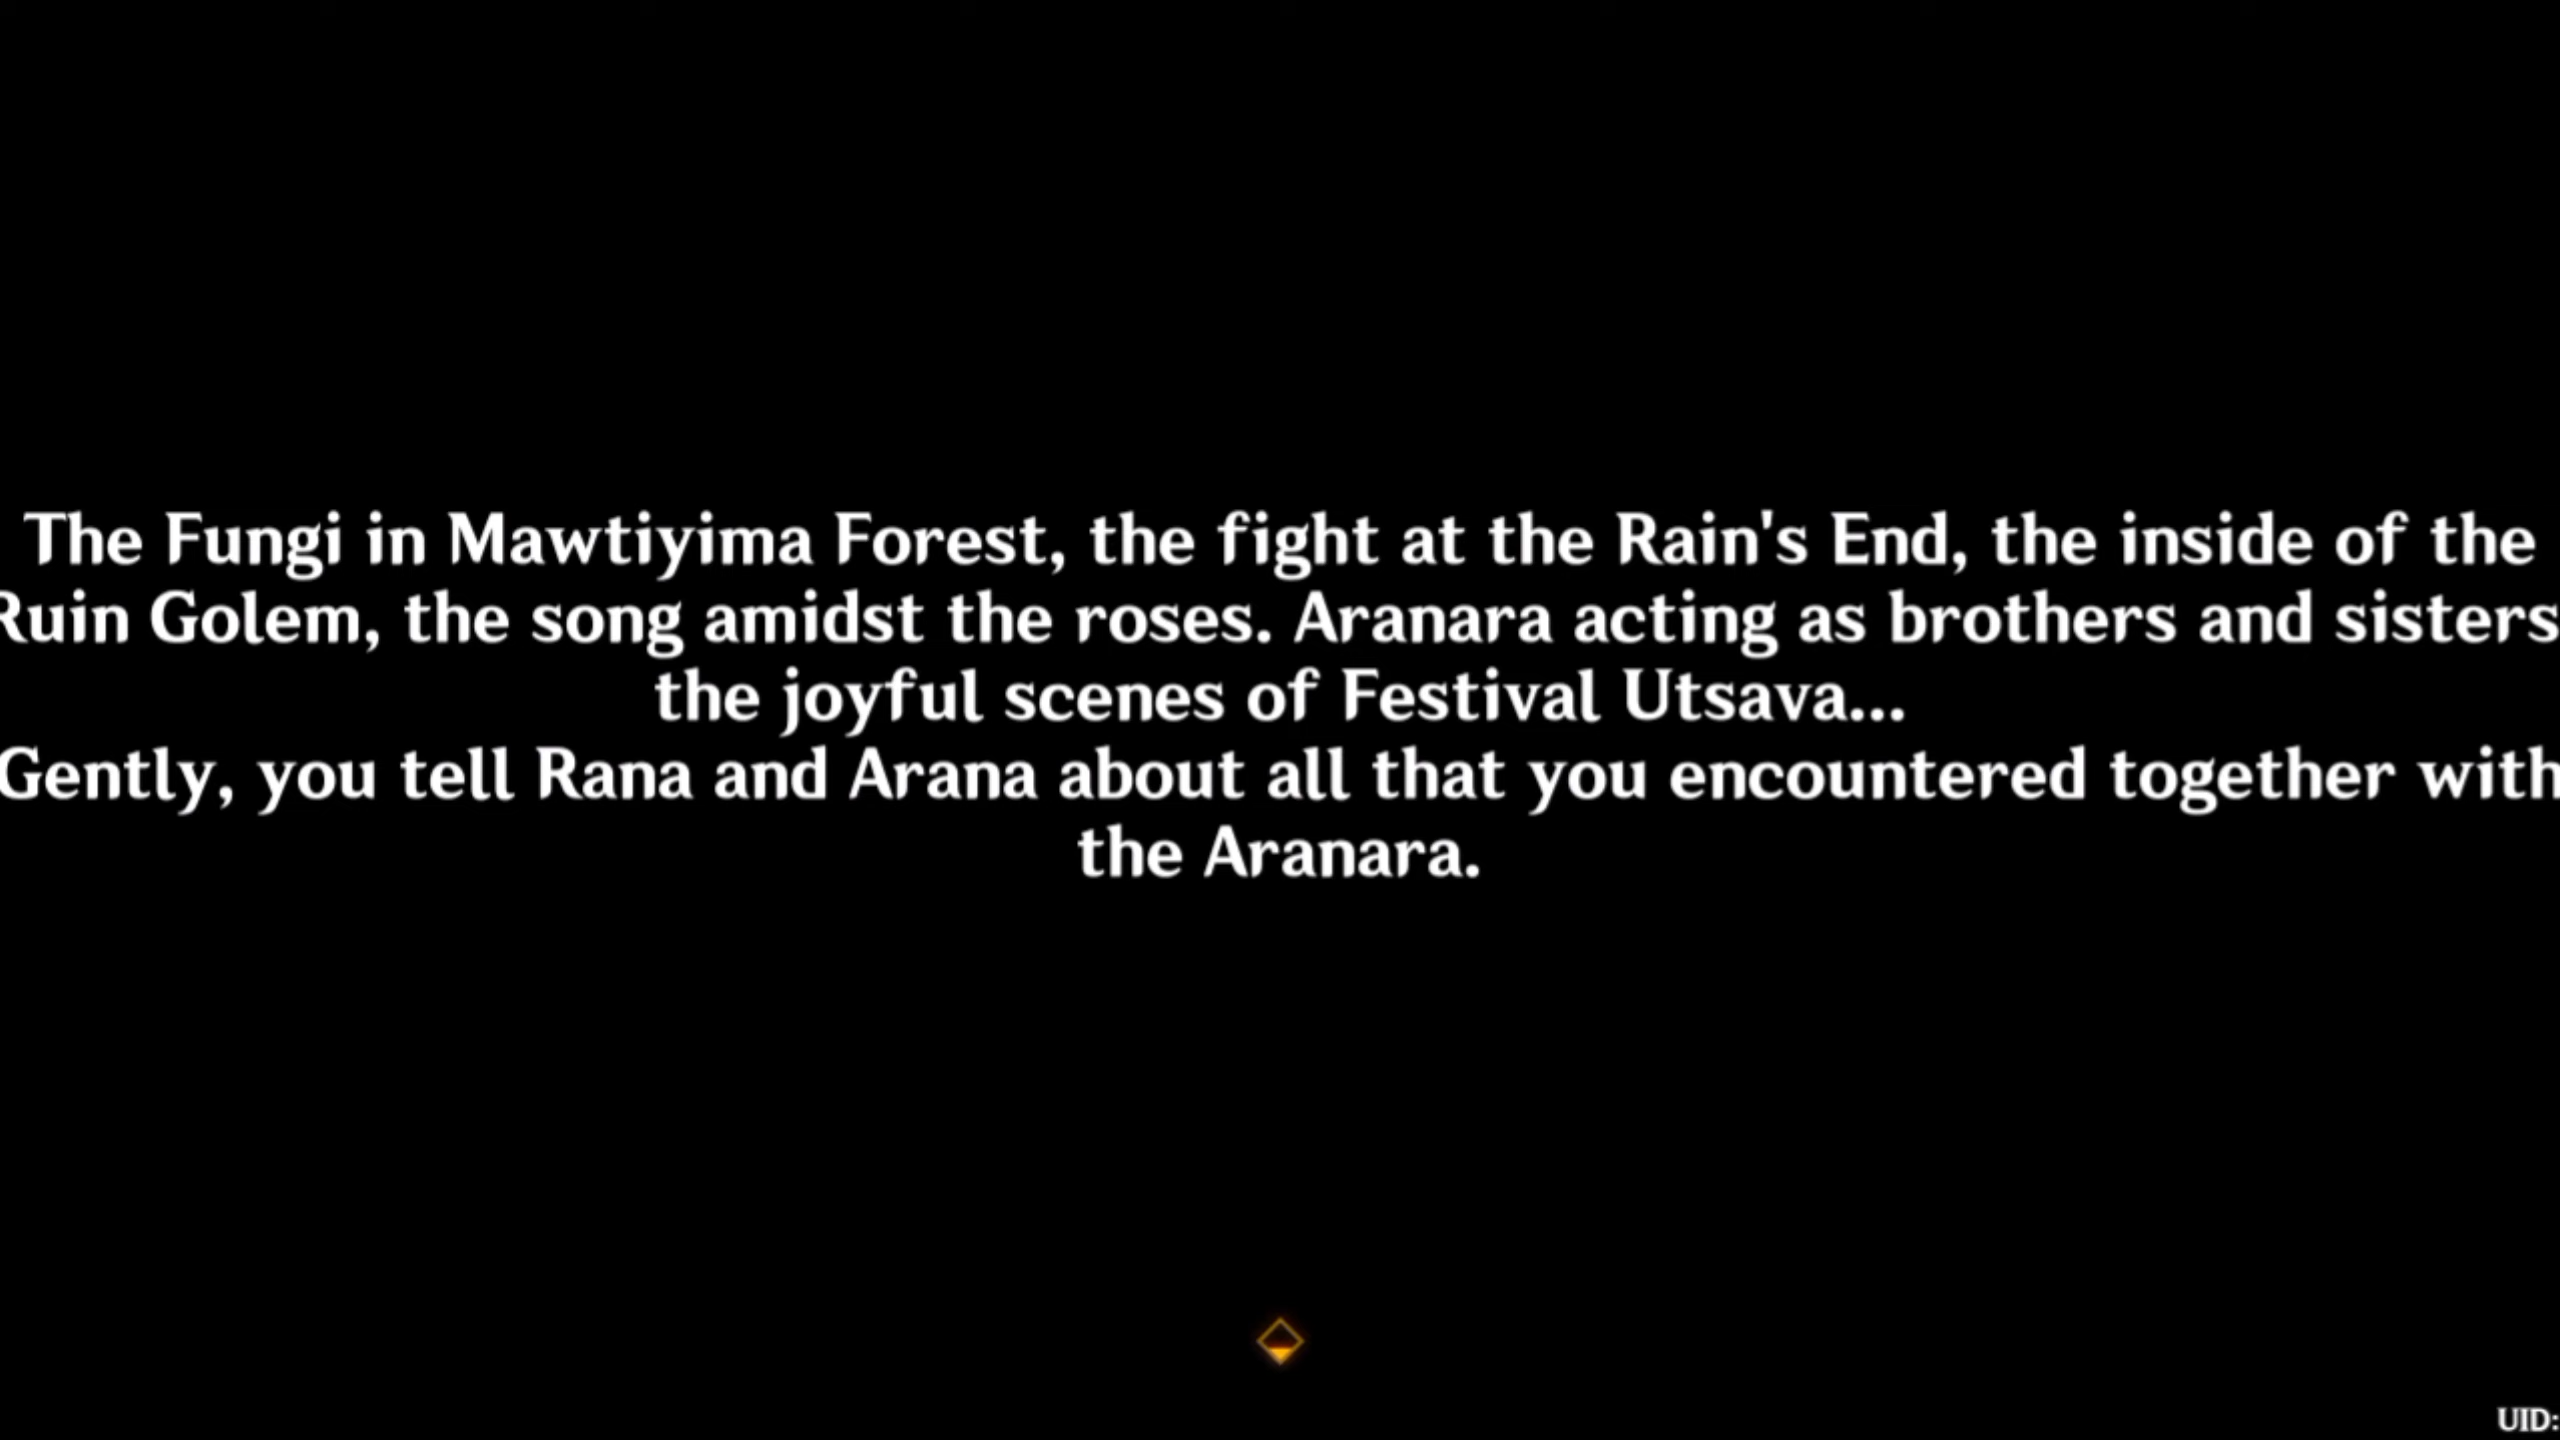 The Fungi in Mawtiyima Forest, the fight at the Rain's End, the inside of the
Ruin Golem, the song amidst the roses. Aranara acting as brothers and sisters
the joyful scenes of Festival Utsava...
Gently, you tell Rana and Arana about all that you encountered together with
the Aranara.
UID: